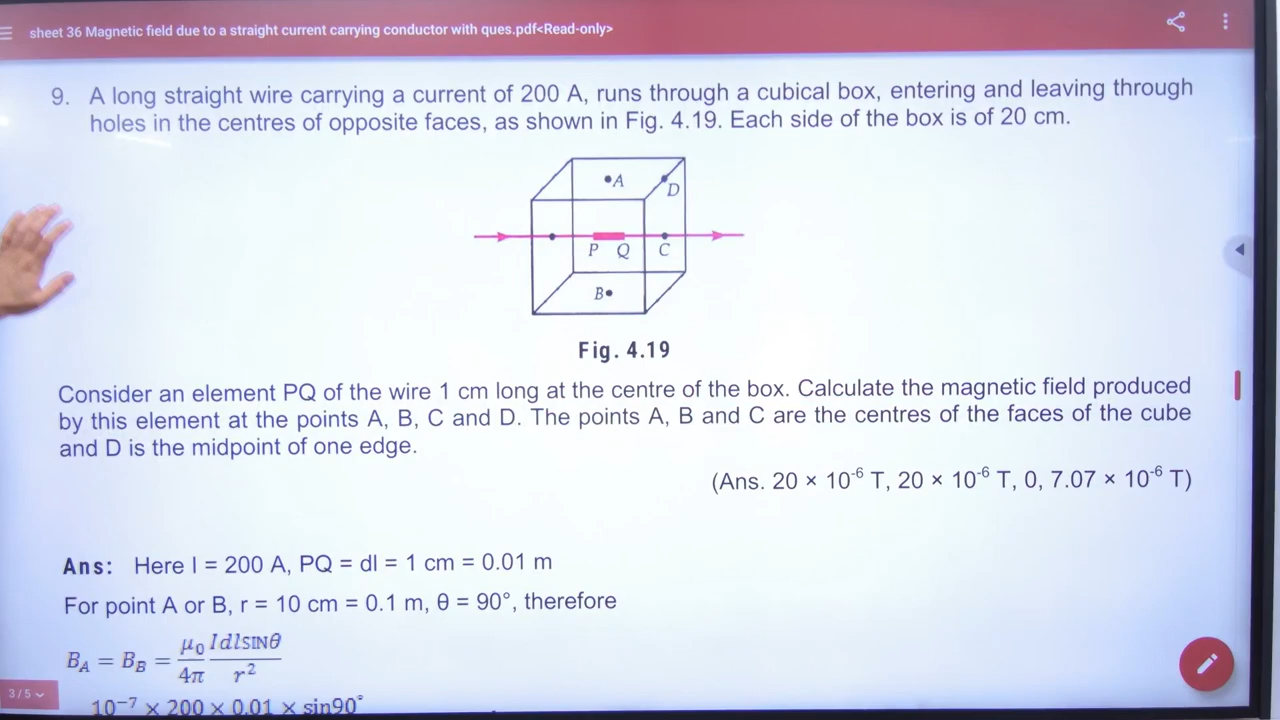 sheet 36 Magnetic field due to a straight current carrying conductor with ques.pdf<Read-only>
9. A long straight wire carrying a current of 200 A, runs through a cubical box, entering and leaving through
holes in the centres of opposite faces, as shown in Fig. 4.19. Each side of the box is of 20 cm.
A
D
P Q C
B
Fig. 4.19
Consider an element PQ of the wire 1 cm long at the centre of the box. Calculate the magnetic field produced
by this element at the points A, B, C and D. The points A, B and C are the centres of the faces of the cube
and D is the midpoint of one edge.
(Ans. 20 × 10⁻⁶ T, 20 × 10⁻⁶ T, 0, 7.07 × 10⁻⁶ T)
Ans: Here I = 200 A, PQ = dl = 1 cm = 0.01 m
For point A or B, r = 10 cm = 0.1 m, θ = 90°, therefore
B_A = B_B = μ₀/4π IdlSINθ/r²
10⁻⁷ × 200 × 0.01 × sin90°
3/5